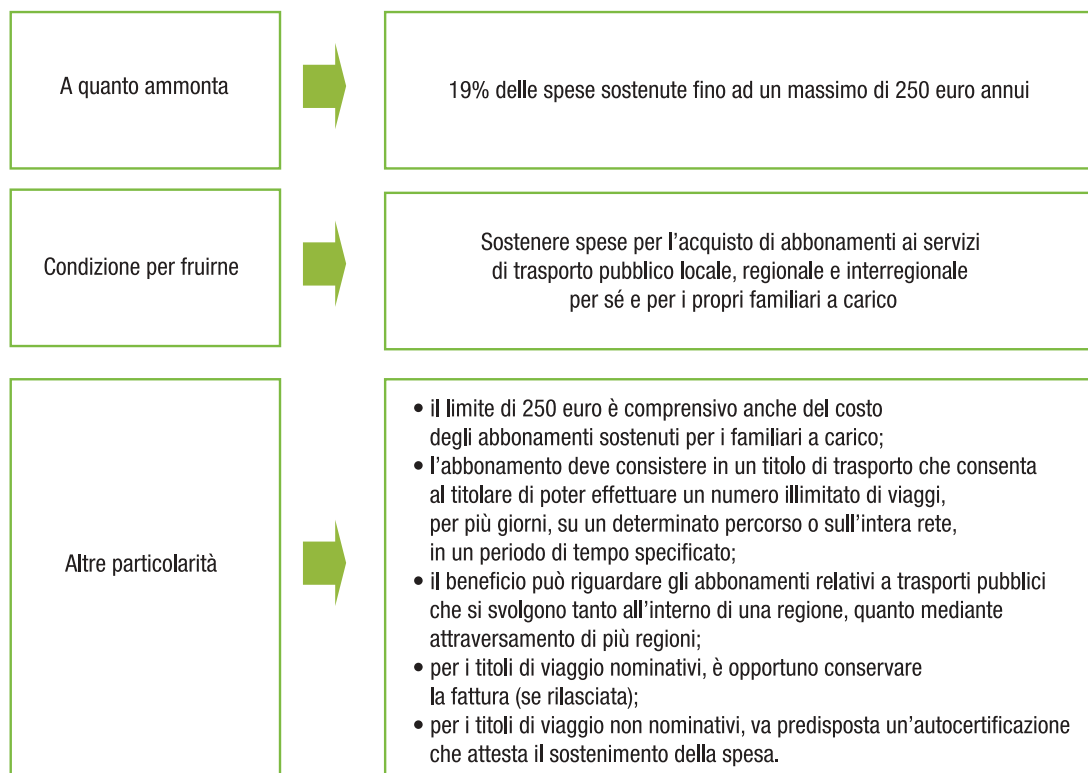 A quanto ammonta
19% delle spese sostenute fino ad un massimo di 250 euro annui
Condizione per fruirne
Sostenere spese per l’acquisto di abbonamenti ai servizi
di trasporto pubblico locale, regionale e interregionale
per sé e per i propri familiari a carico
Altre particolarità
• il limite di 250 euro è comprensivo anche del costo
degli abbonamenti sostenuti per i familiari a carico;
• l’abbonamento deve consistere in un titolo di trasporto che consenta
al titolare di poter effettuare un numero illimitato di viaggi,
per più giorni, su un determinato percorso o sull’intera rete,
in un periodo di tempo specificato;
• il beneficio può riguardare gli abbonamenti relativi a trasporti pubblici
che si svolgono tanto all’interno di una regione, quanto mediante
attraversamento di più regioni;
• per i titoli di viaggio nominativi, è opportuno conservare
la fattura (se rilasciata);
• per i titoli di viaggio non nominativi, va predisposta un’autocertificazione
che attesta il sostenimento della spesa.